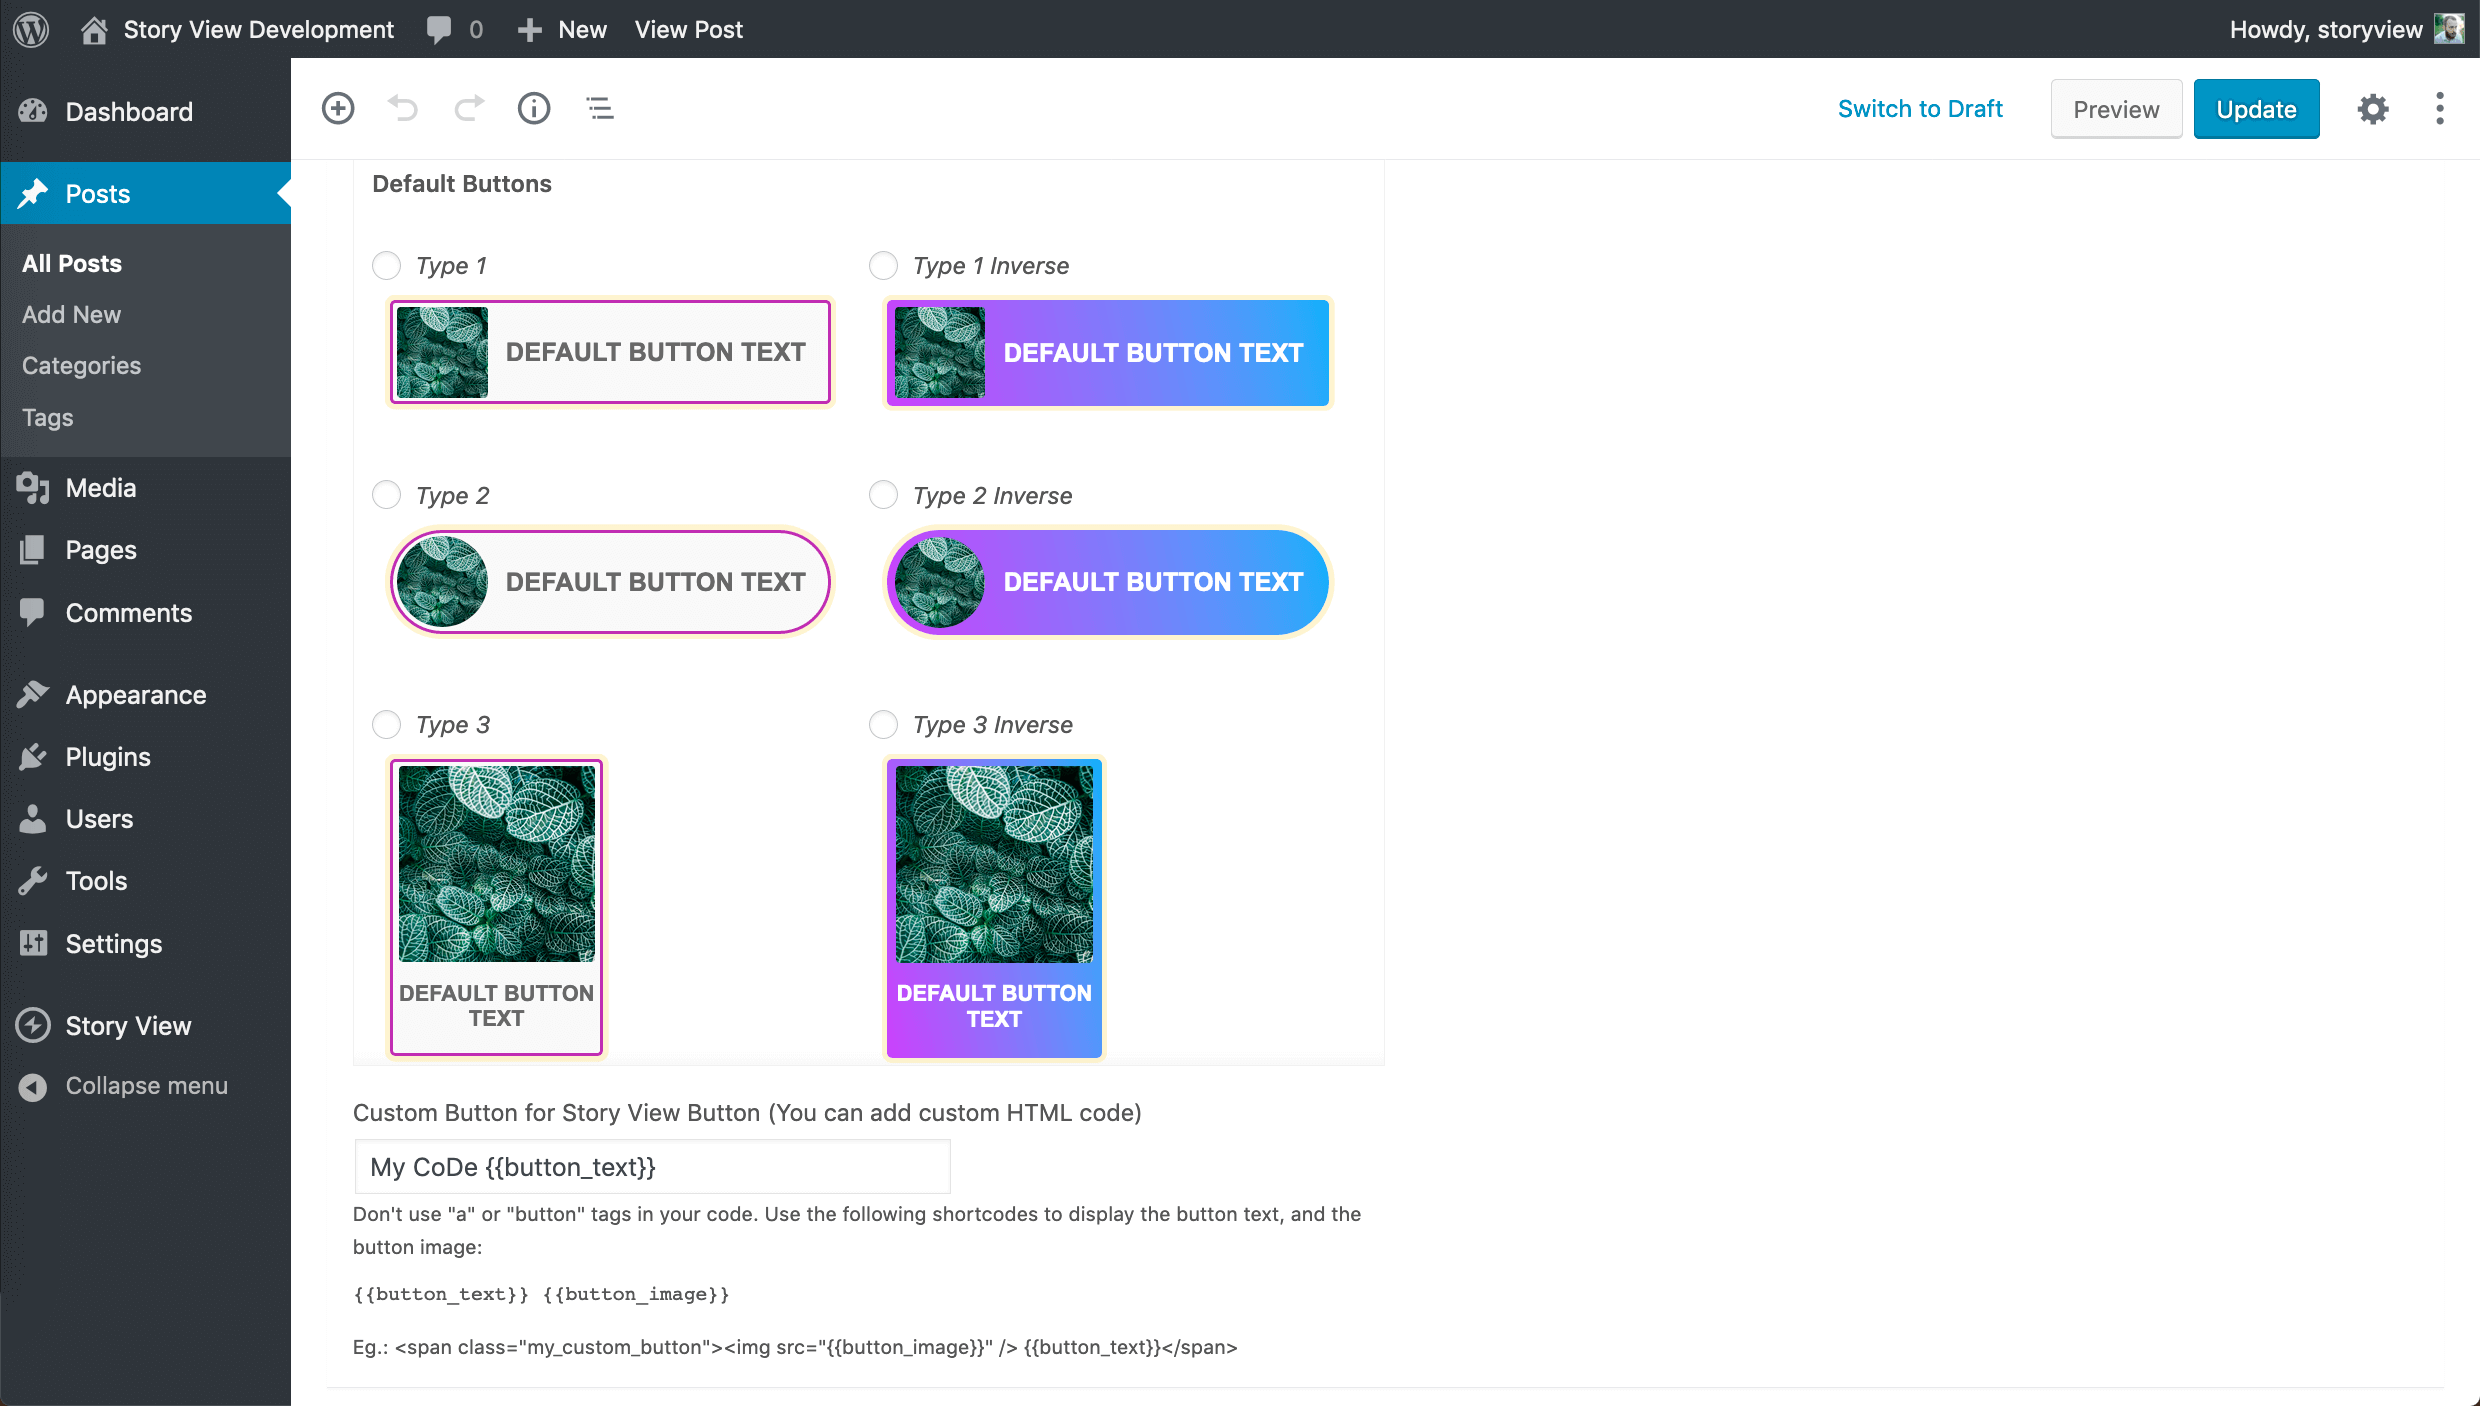 Story View Development
0
New
View Post
Howdy, storyview
Dashboard
Posts
All Posts
Add New
Categories
Tags
Media
Pages
Comments
Appearance
Plugins
Users
Tools
Settings
Story View
Collapse menu
Switch to Draft
Preview
Update
Default Buttons
Type 1
DEFAULT BUTTON TEXT
Type 1 Inverse
DEFAULT BUTTON TEXT
Type 2
DEFAULT BUTTON TEXT
Type 2 Inverse
DEFAULT BUTTON TEXT
Type 3
DEFAULT BUTTON
TEXT
Type 3 Inverse
DEFAULT BUTTON
TEXT
Custom Button for Story View Button (You can add custom HTML code)
My CoDe {{button_text}}
Don't use "a" or "button" tags in your code. Use the following shortcodes to display the button text, and the
button image:
{{button_text}} {{button_image}}
Eg.: <span class="my_custom_button"><img src="{{button_image}}" /> {{button_text}}</span>